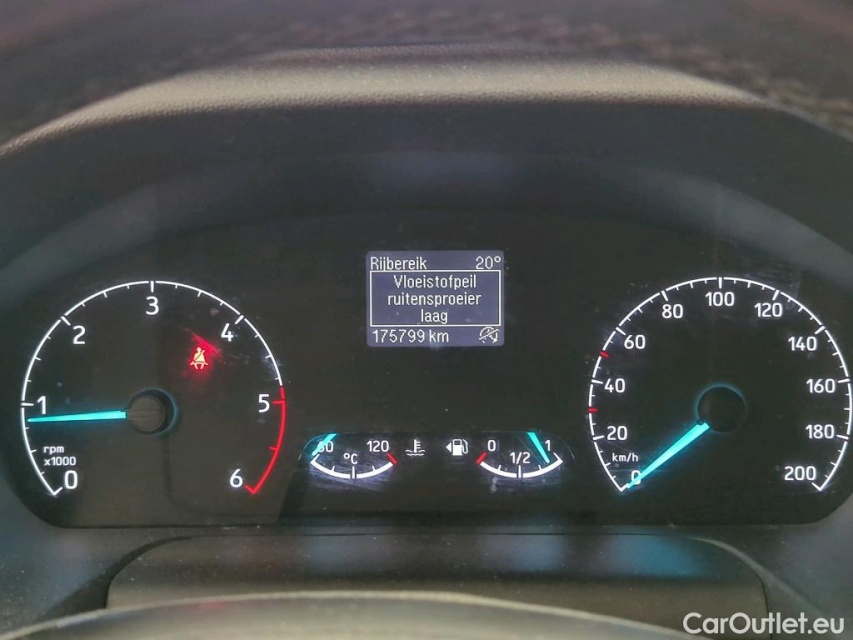 Rijbereik 20°
Vloeistofpeil
ruitensproeier
laag
175799 km
0
1
2
3
4
5
6
rpm
x1000
60 120
°C
0 1/2 1
0
20
40
60
80
100
120
140
160
180
200
km/h
CarOutlet.eu